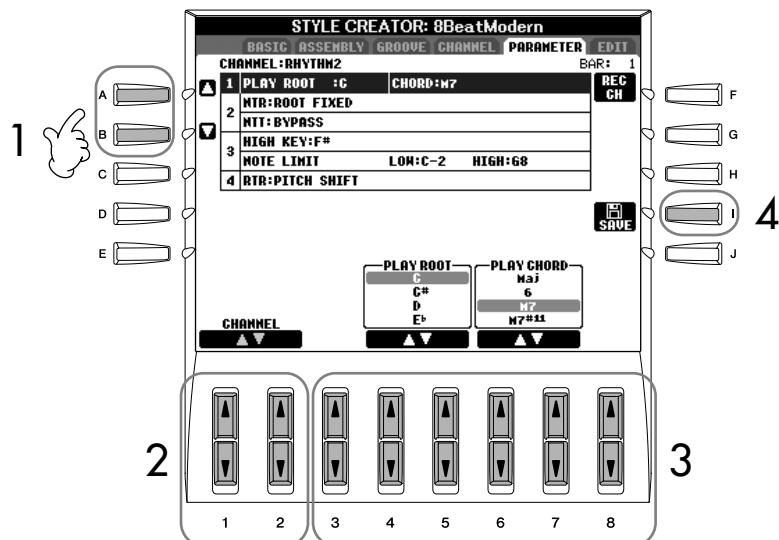 STYLE CREATOR: 8BeatModern
BASIC ASSEMBLY GROOVE CHANNEL PARAMETER EDIT
CHANNEL:RHYTHM2 BAR: 1
1 PLAY ROOT :C CHORD:M7
REC CH
2 NTR:ROOT FIXED
NTT:BYPASS
3 HIGH KEY:F#
NOTE LIMIT LOW:C-2 HIGH:G8
4 RTR:PITCH SHIFT
SAVE
A
B
C
D
E
F
G
H
I
J
1
4
PLAY ROOT
C
C#
D
E♭
PLAY CHORD
Maj
6
M7
M7#11
CHANNEL
2
3
1 2 3 4 5 6 7 8